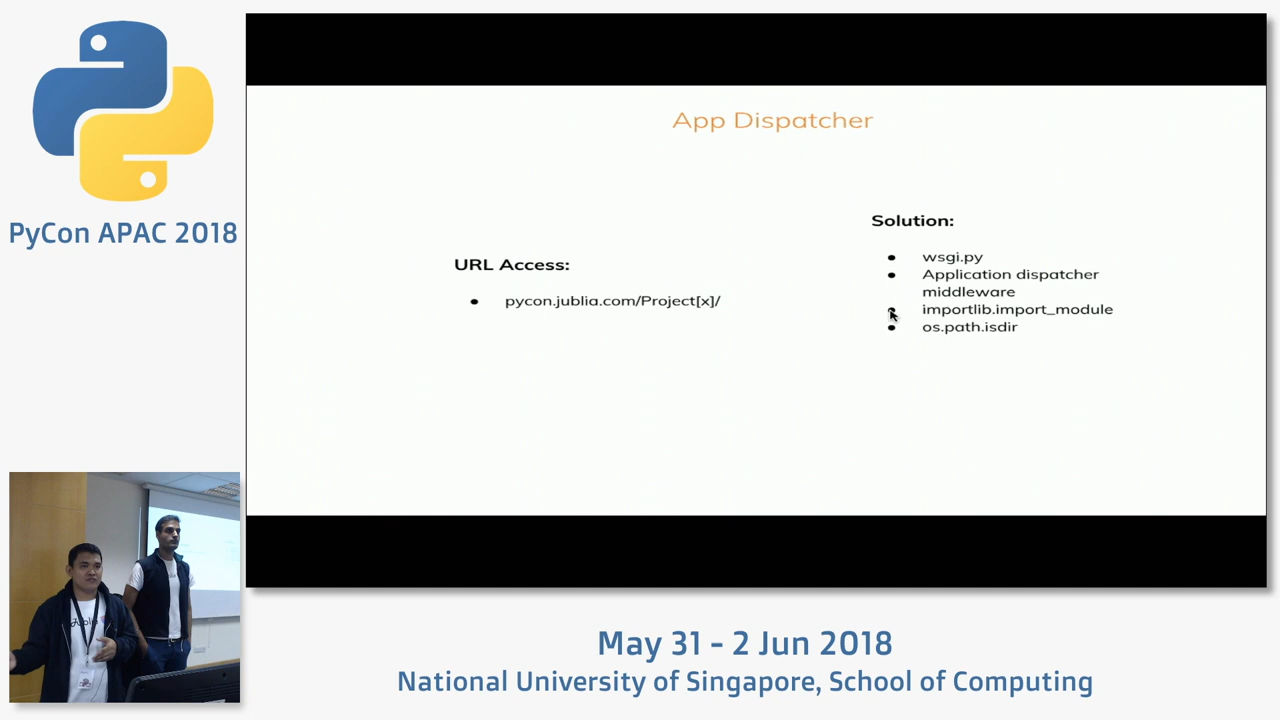 PyCon APAC 2018
App Dispatcher
URL Access:
pycon.jublia.com/Project[x]/
Solution:
wsgi.py
Application dispatcher
middleware
importlib.import_module
os.path.isdir
May 31 - 2 Jun 2018
National University of Singapore, School of Computing